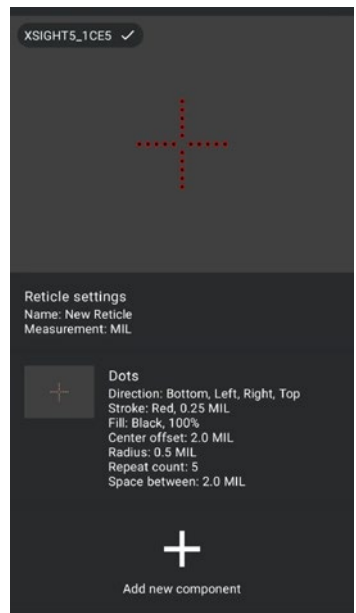 XSIGHT5_1CE5
Reticle settings
Name: New Reticle
Measurement: MIL
Dots
Direction: Bottom, Left, Right, Top
Stroke: Red, 0.25 MIL
Fill: Black, 100%
Center offset: 2.0 MIL
Radius: 0.5 MIL
Repeat count: 5
Space between: 2.0 MIL
Add new component